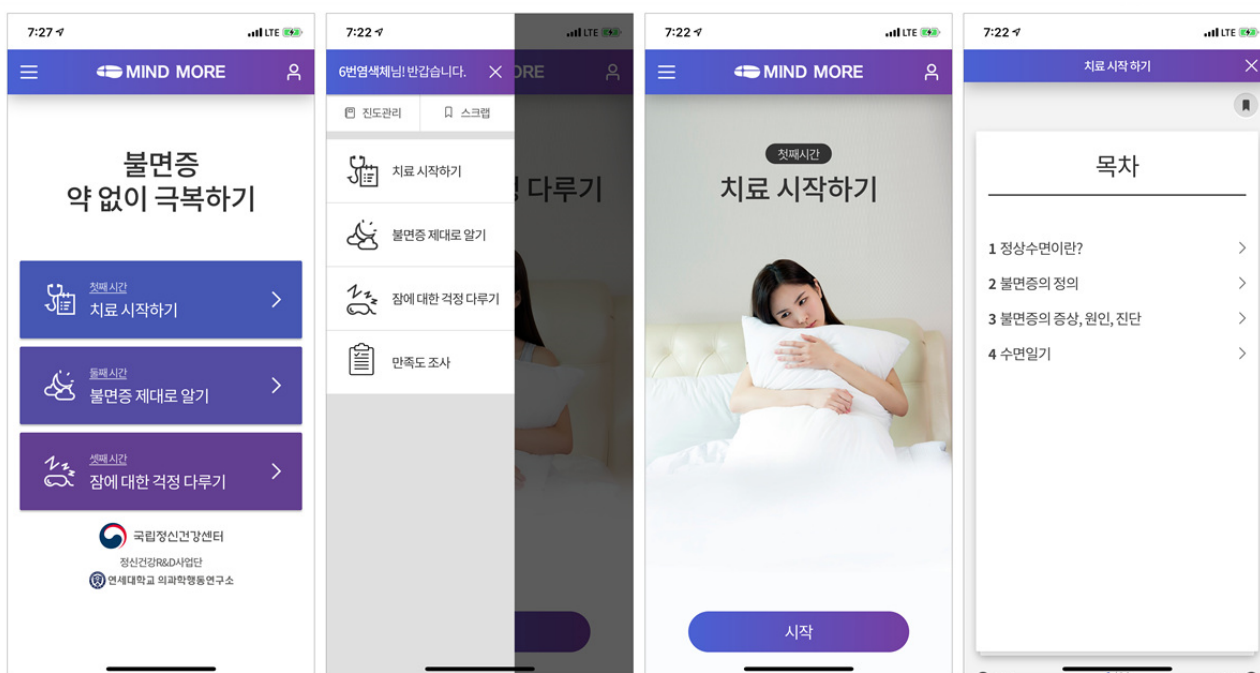 7:27
LTE
MIND MORE
불면증
약 없이 극복하기
첫째시간
치료 시작하기
둘째시간
불면증 제대로 알기
셋째시간
잠에 대한 걱정 다루기
국립정신건강센터
정신건강R&D사업단
연세대학교 의과학행동연구소
7:22
LTE
6번염색체님! 반갑습니다.
ORE
진도관리
스크랩
치료 시작하기
불면증 제대로 알기
잠에 대한 걱정 다루기
만족도 조사
다루기
7:22
LTE
MIND MORE
첫째시간
치료 시작하기
시작
7:22
LTE
치료 시작 하기
목차
1 정상수면이란?
2 불면증의 정의
3 불면증의 증상, 원인, 진단
4 수면일기